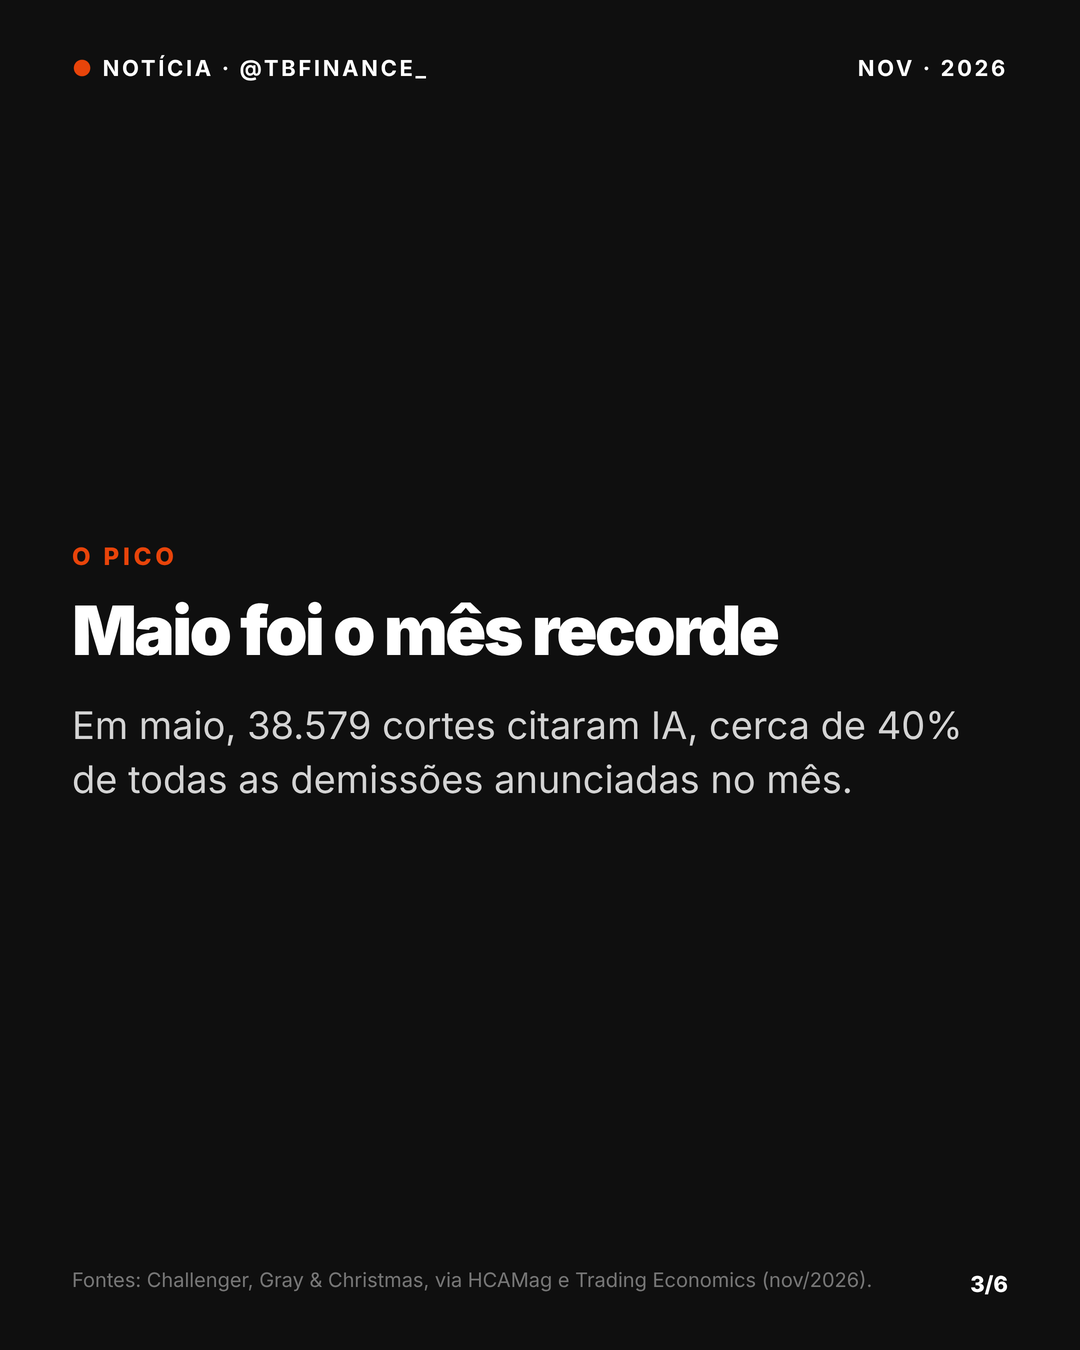 NOTÍCIA · @TBFINANCE_
NOV · 2026
O PICO
Maio foi o mês recorde
Em maio, 38.579 cortes citaram IA, cerca de 40%
de todas as demissões anunciadas no mês.
Fontes: Challenger, Gray & Christmas, via HCAMag e Trading Economics (nov/2026).
3/6